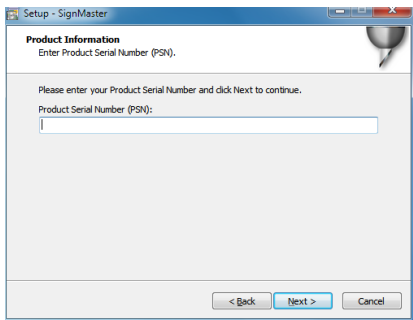 Setup - SignMaster
Product Information
Enter Product Serial Number (PSN).
Please enter your Product Serial Number and click Next to continue.
Product Serial Number (PSN):
< Back
Next >
Cancel